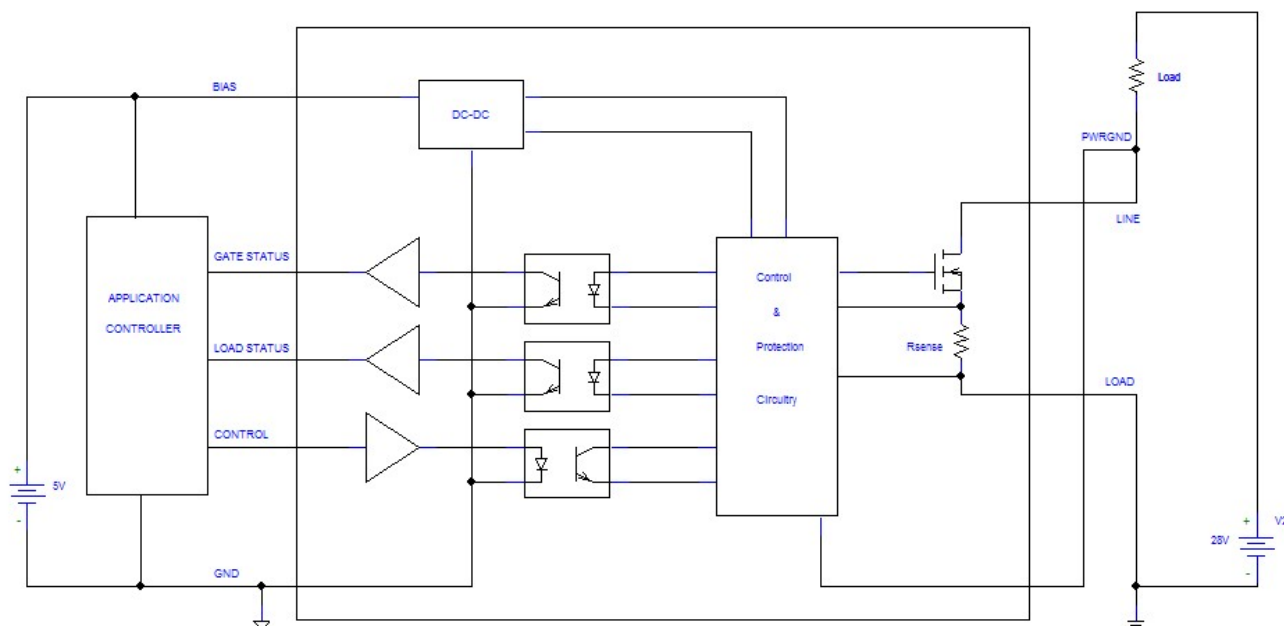 BIAS
DC-DC
Load
PWRGND
LINE
GATE STATUS
APPLICATION
CONTROLLER
LOAD STATUS
CONTROL
Control
&
Protection
Circuitry
Rsense
LOAD
+
5V
-
GND
+
V2
28V
-